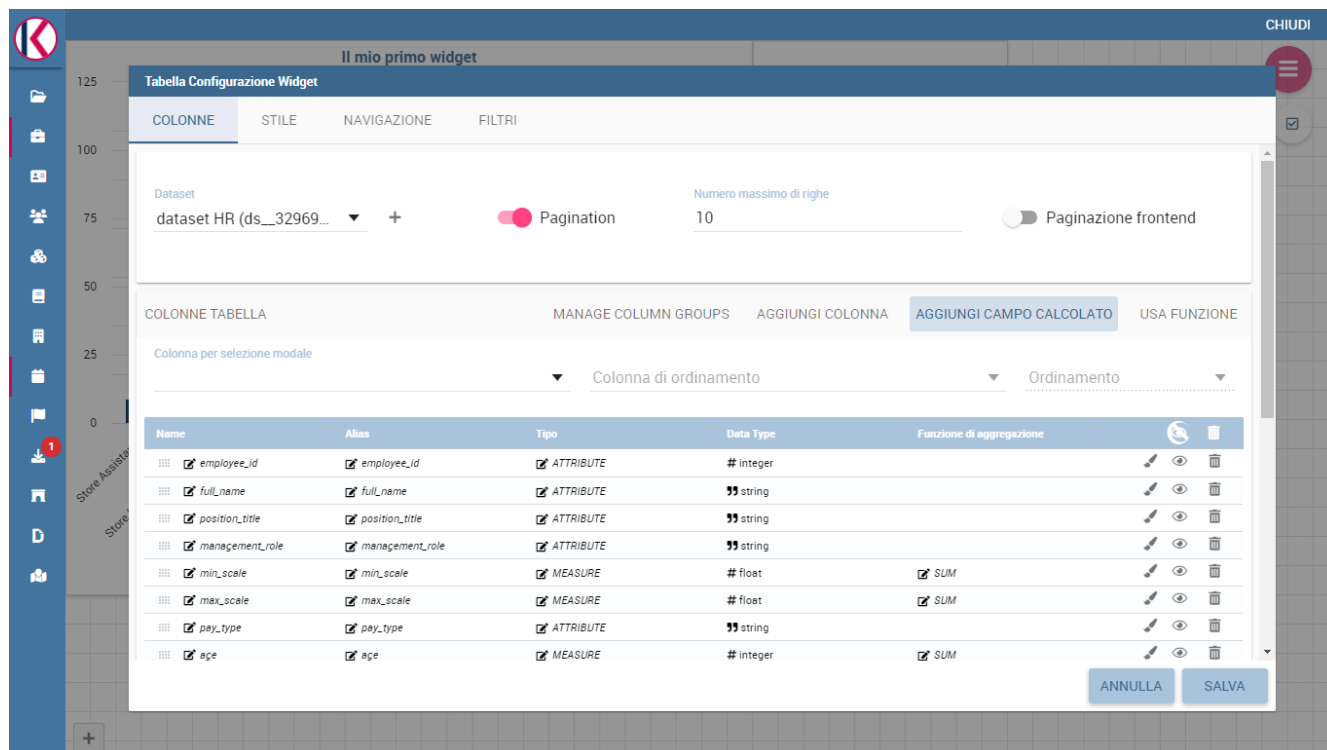 CHIUDI
Il mio primo widget
125
Tabella Configurazione Widget
COLONNE STILE NAVIGAZIONE FILTRI
100
Dataset Numero massimo di righe
dataset HR (ds__32969... + Pagination 10 Paginazione frontend
75
50
COLONNE TABELLA MANAGE COLUMN GROUPS AGGIUNGI COLONNA AGGIUNGI CAMPO CALCOLATO USA FUNZIONE
25
Colonna per selezione modale
Colonna di ordinamento Ordinamento
0
Name Alias Tipo Data Type Funzione di aggregazione
1
employee_id employee_id ATTRIBUTE # integer
full_name full_name ATTRIBUTE string
position_title position_title ATTRIBUTE string
management_role management_role ATTRIBUTE string
min_scale min_scale MEASURE # float SUM
max_scale max_scale MEASURE # float SUM
pay_type pay_type ATTRIBUTE string
age age MEASURE # integer SUM
Store Assista
Store
D
ANNULLA SALVA
+